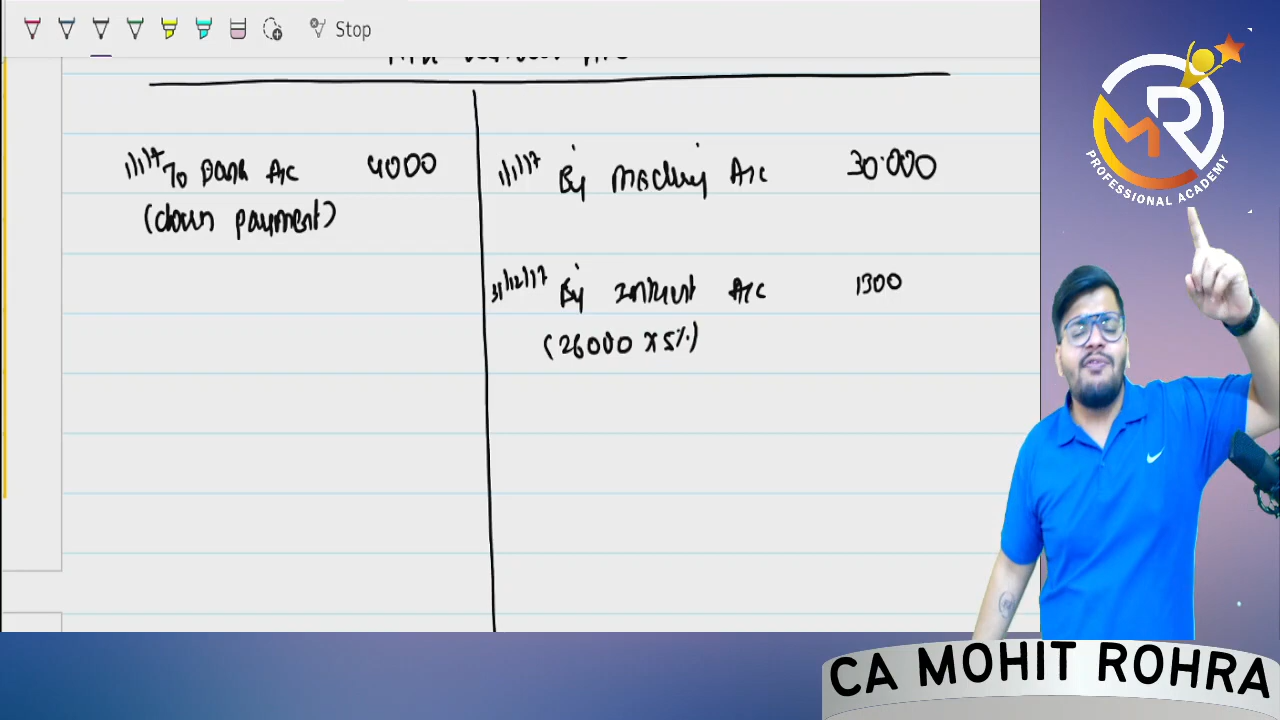 Stop
1/1/17 To Bank A/c 4000
(down payment)
1/1/17 By Machinery A/c 30,000
31/12/17 By Interest A/c 1300
(26000 x 5%)
MR
PROFESSIONAL ACADEMY
CA MOHIT ROHRA